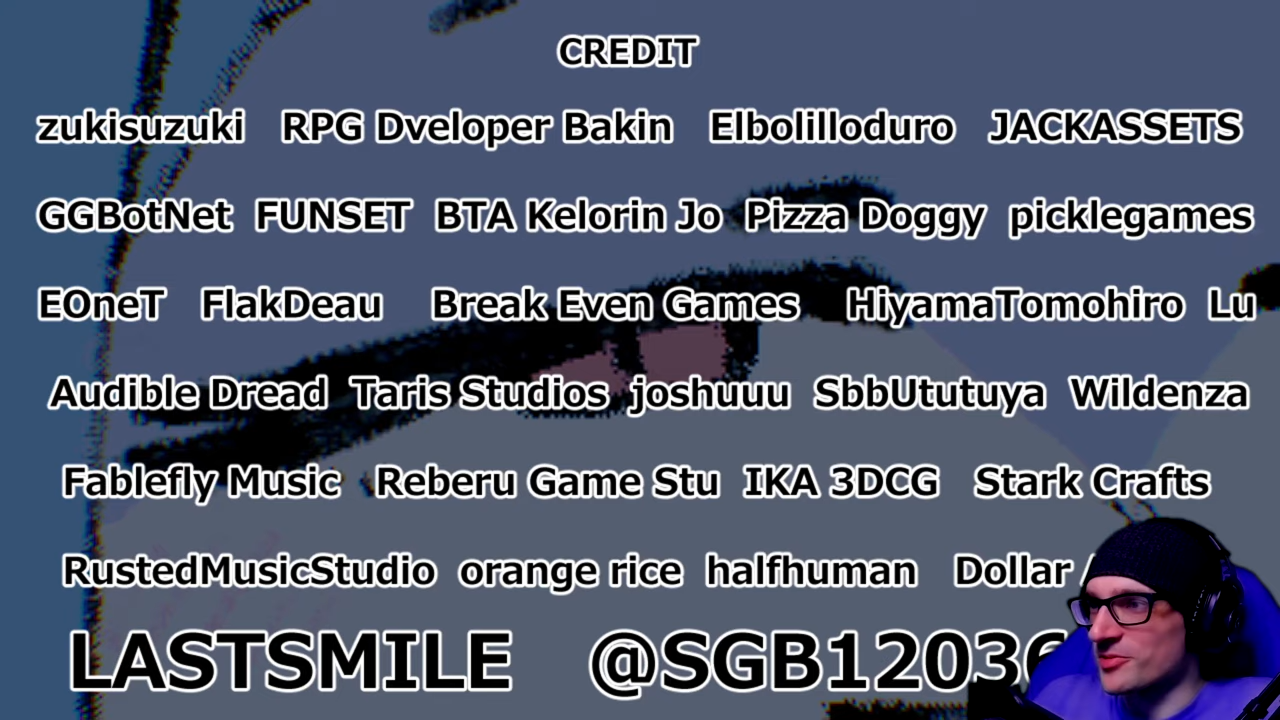 CREDIT
zukisuzuki RPG Dveloper Bakin Elbolilloduro JACKASSETS
GGBotNet FUNSET BTA Kelorin Jo Pizza Doggy picklegames
EOneT FlakDeau Break Even Games HiyamaTomohiro Lu
Audible Dread Taris Studios joshuuu SbbUtutuya Wildenza
Fablefly Music Reberu Game Stu IKA 3DCG Stark Crafts
RustedMusicStudio orange rice halfhuman Dollar
LASTSMILE